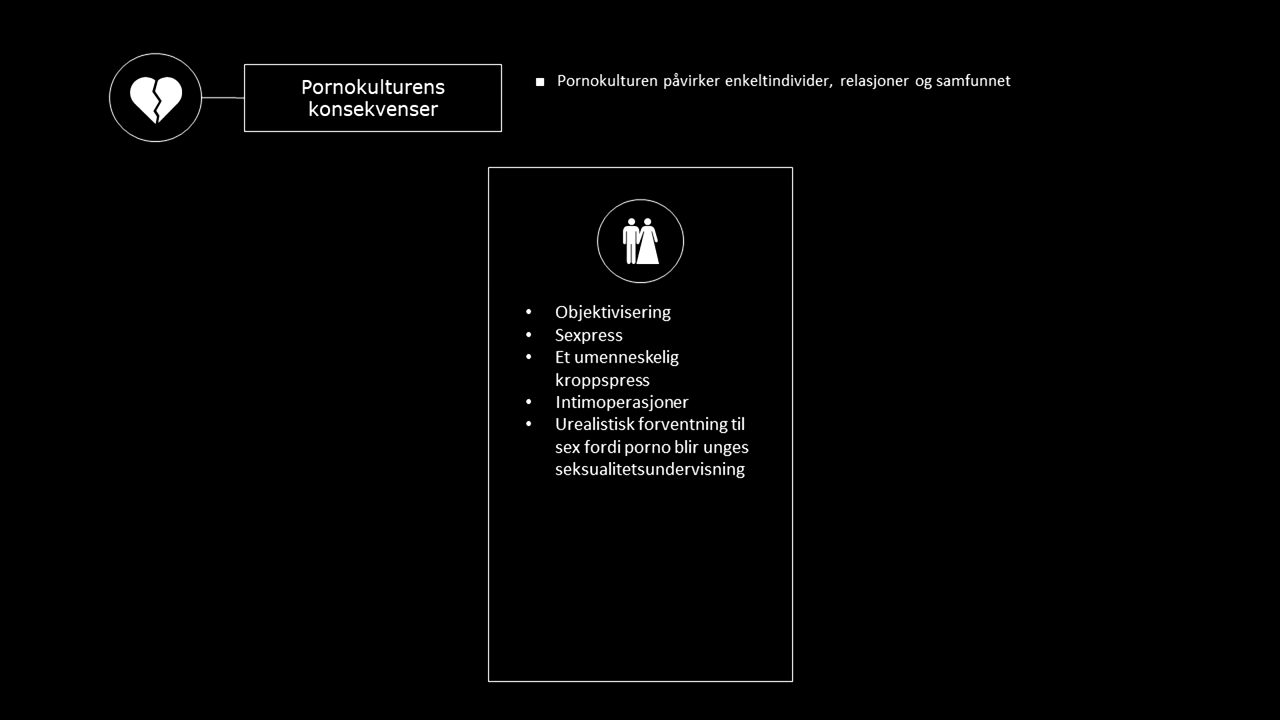 Pornokulturens
konsekvenser
▪ Pornokulturen påvirker enkeltindivider, relasjoner og samfunnet
• Objektivisering
• Sexpress
• Et umenneskelig
kroppspress
• Intimoperasjoner
• Urealistisk forventning til
sex fordi porno blir unges
seksualitetsundervisning